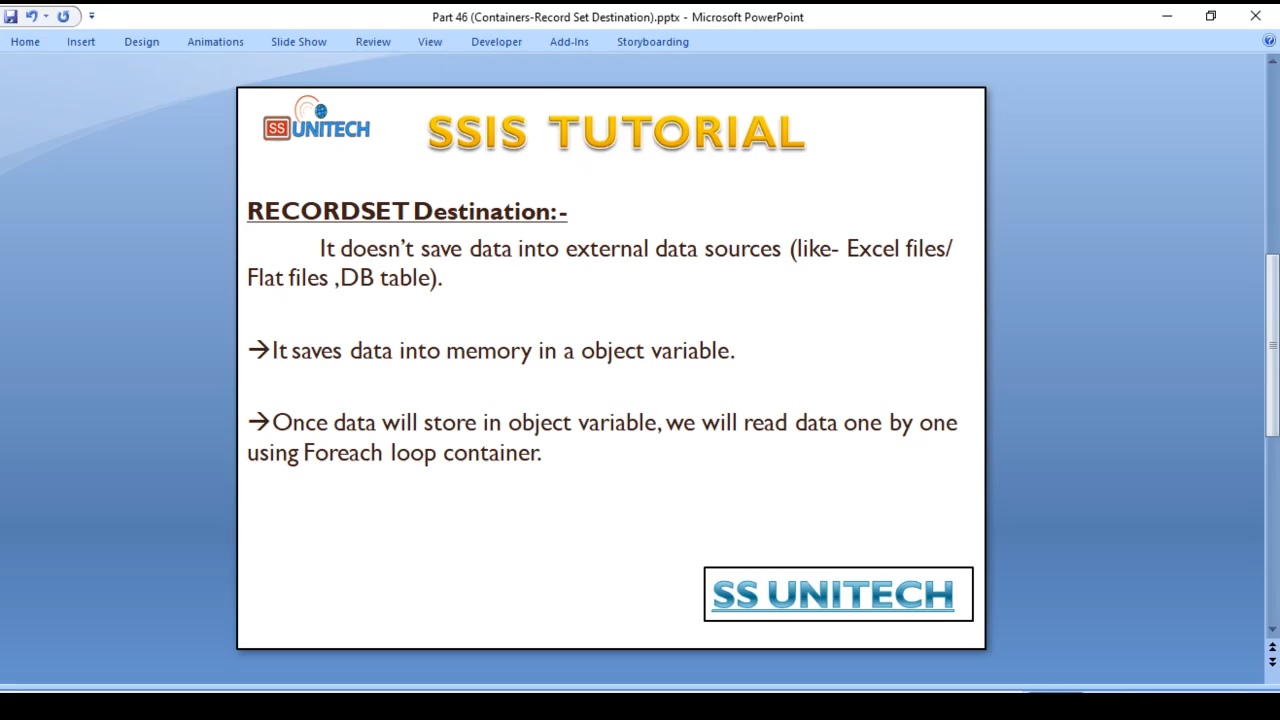 Part 46 (Containers-Record Set Destination).pptx - Microsoft PowerPoint
Home Insert Design Animations Slide Show Review View Developer Add-Ins Storyboarding
SS UNITECH
SSIS TUTORIAL
RECORDSET Destination:-
It doesn't save data into external data sources (like- Excel files/
Flat files ,DB table).
→It saves data into memory in a object variable.
→Once data will store in object variable, we will read data one by one
using Foreach loop container.
SS UNITECH